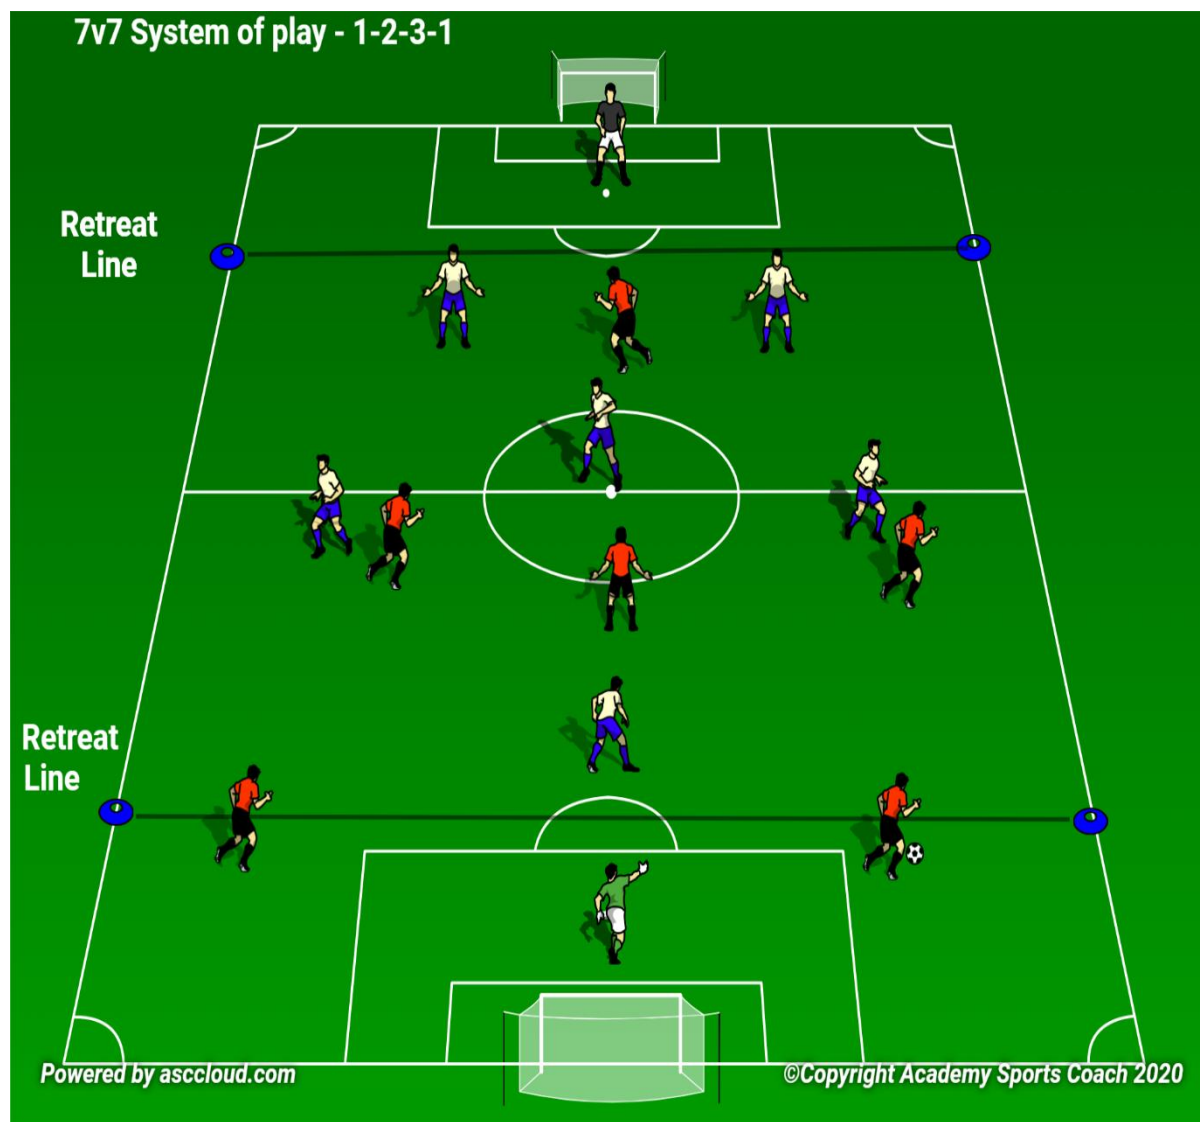 7v7 System of play - 1-2-3-1
Retreat
Line
Retreat
Line
Powered by asccloud.com
©Copyright Academy Sports Coach 2020